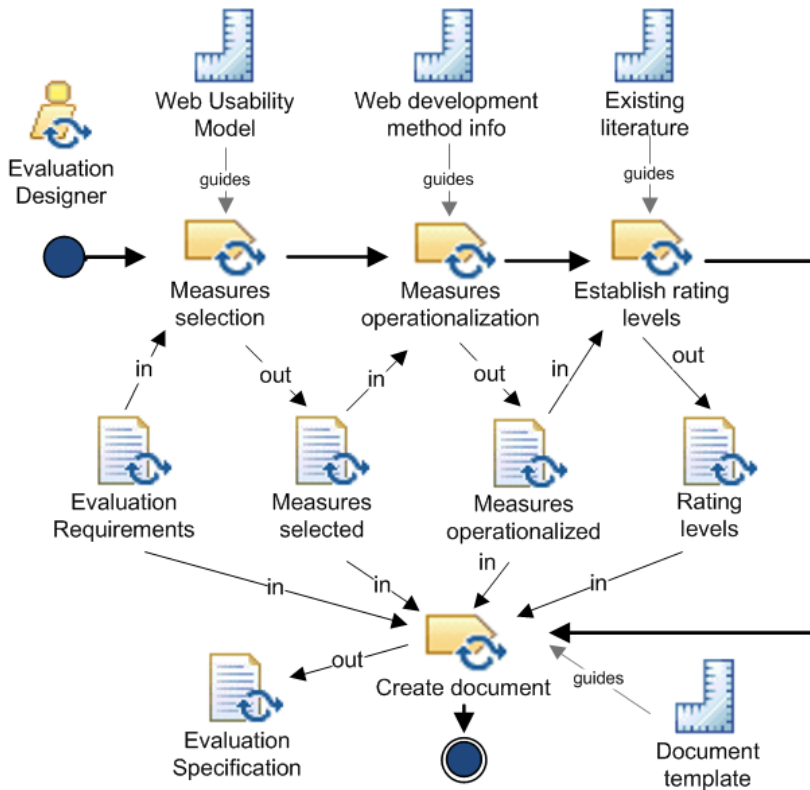 Web Usability
Model
Web development
method info
Existing
literature
Evaluation
Designer
guides
guides
guides
Measures
selection
Measures
operationalization
Establish rating
levels
in
out
in
out
in
out
Evaluation
Requirements
Measures
selected
Measures
operationalized
Rating
levels
in
in
in
in
out
Create document
guides
Evaluation
Specification
Document
template